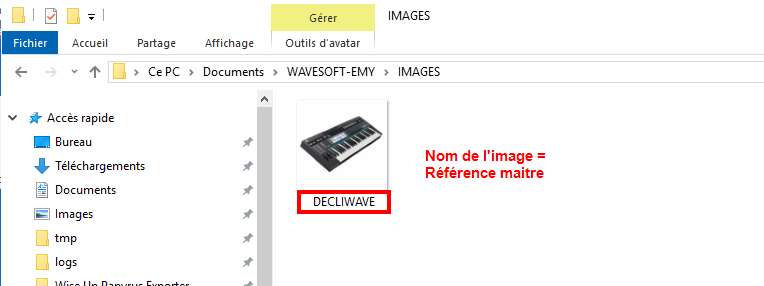 Gérer
IMAGES
Fichier
Accueil
Partage
Affichage
Outils d'avatar
Ce PC
Documents
WAVESOFT-EMY
IMAGES
Accès rapide
Bureau
Téléchargements
Documents
Images
tmp
logs
Wise Up Papyrus Exporter
DECLIWAVE
Nom de l'image =
Référence maitre